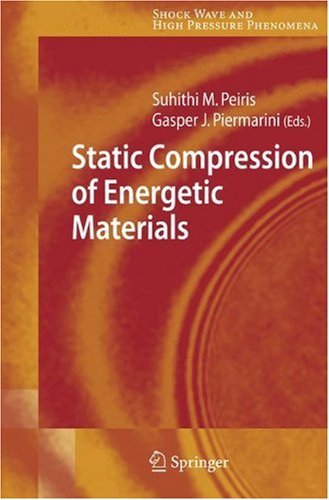 Shock Wave and
High Pressure Phenomena
Suhithi M. Peiris
Gasper J. Piermarini (Eds.)
Static Compression
of Energetic
Materials
Springer